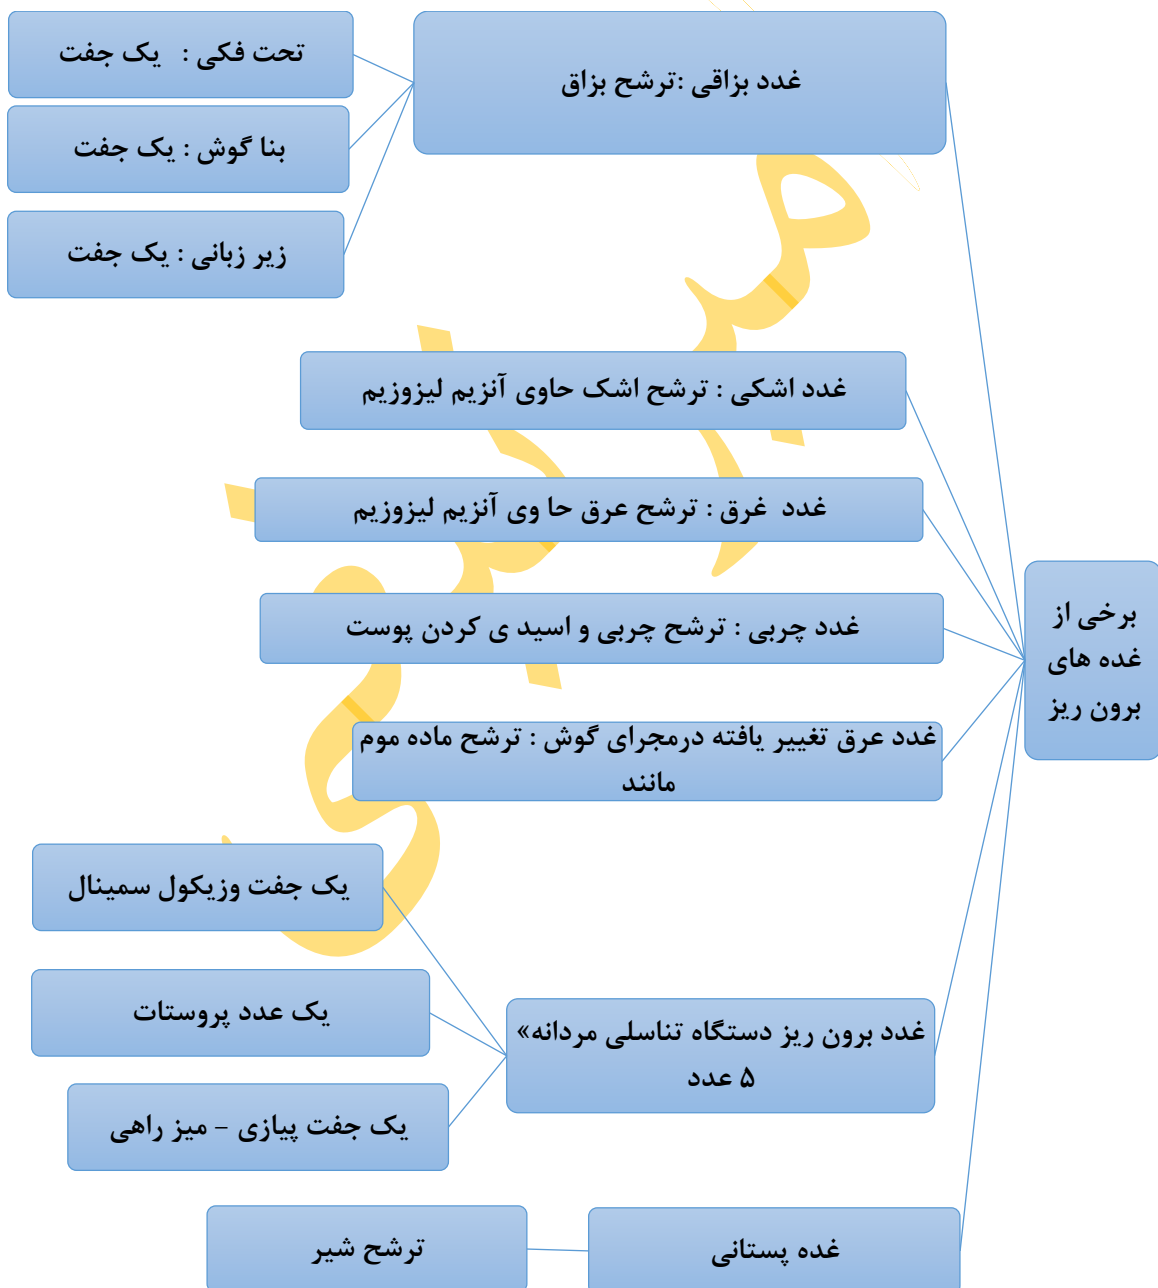 غدد بزاقی :ترشح بزاق
تحت فکی : یک جفت
بنا گوش : یک جفت
زیر زبانی : یک جفت
غدد اشکی : ترشح اشک حاوی آنزیم لیزوزیم
غدد غرق : ترشح عرق حا وی آنزیم لیزوزیم
برخی از
غده های
برون ریز
غدد چربی : ترشح چربی و اسید ی کردن پوست
غدد عرق تغییر یافته درمجرای گوش : ترشح ماده موم
مانند
غدد برون ریز دستگاه تناسلی مردانه»
۵ عدد
یک جفت وزیکول سمینال
یک عدد پروستات
یک جفت پیازی – میز راهی
غده پستانی
ترشح شیر